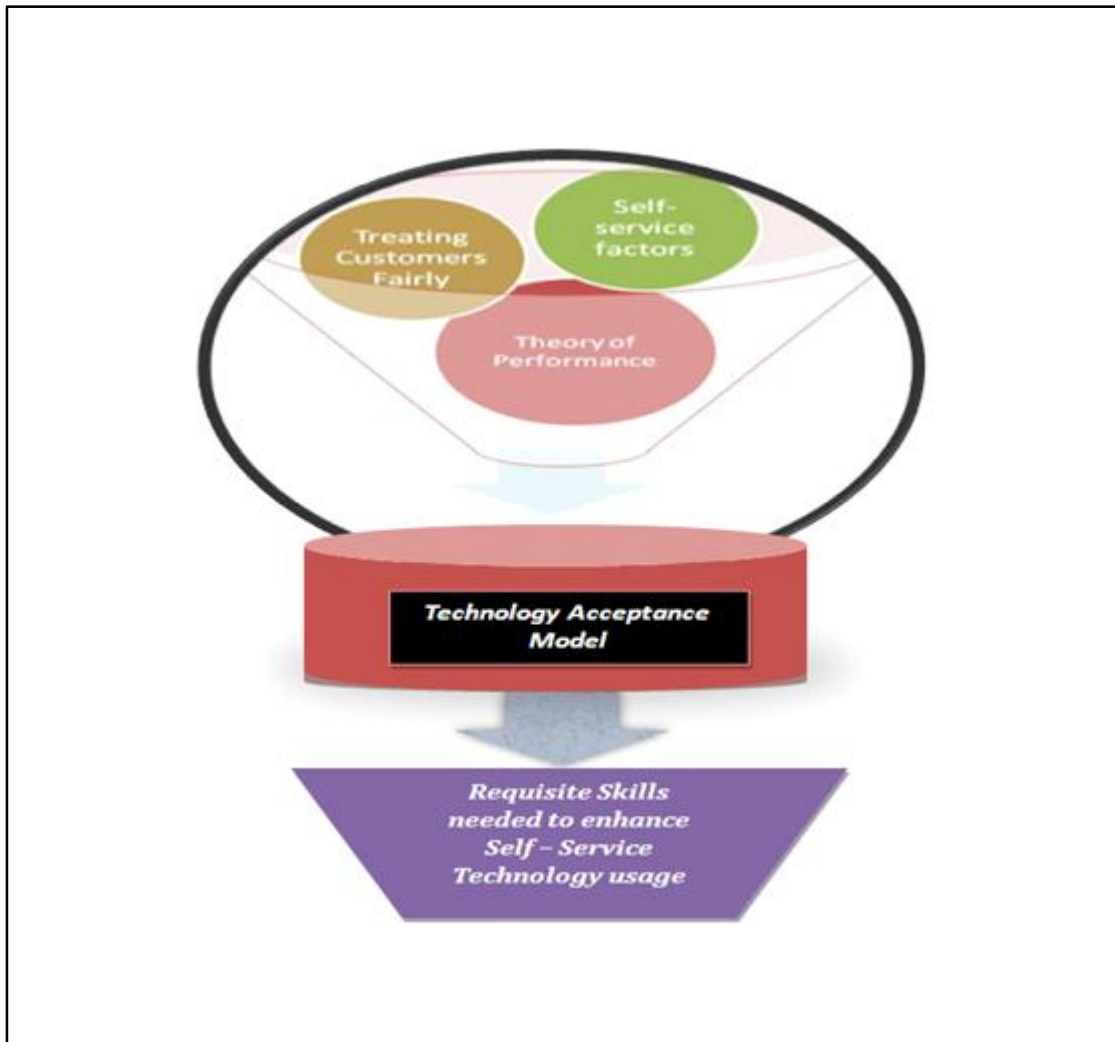 Self-
service
factors
Treating
Customers
Fairly
Theory of
Performance
Technology Acceptance
Model
Requisite Skills
needed to enhance
Self – Service
Technology usage